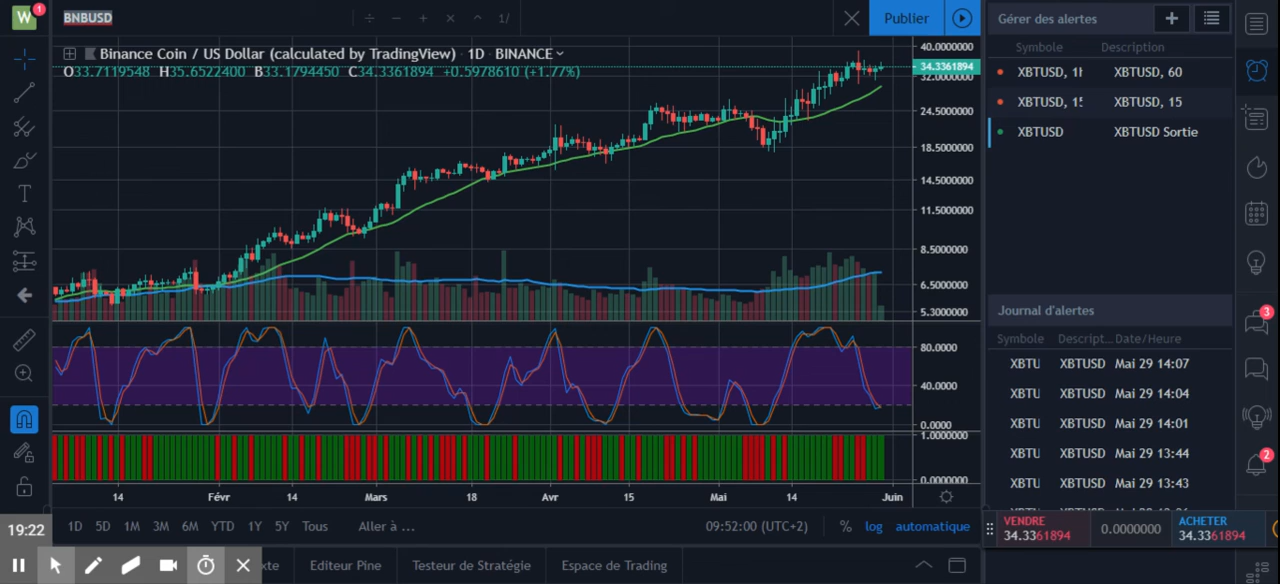 W 1
BNBUSD
÷ − + × ^ 1/
Publier
Gérer des alertes
Binance Coin / US Dollar (calculated by TradingView) · 1D · BINANCE
O33.7119548 H35.6522400 B33.1794450 C34.3361894 +0.5978610 (+1.77%)
40.0000000
34.3361894
32.0000000
24.5000000
18.5000000
14.5000000
11.5000000
8.5000000
6.5000000
5.3000000
80.0000
40.0000
0.0000
1.0000000
0.0000000
14 Févr 14 Mars 18 Avr 15 Mai 14 Juin
Symbole Description
XBTUSD, 1h XBTUSD, 60
XBTUSD, 15 XBTUSD, 15
XBTUSD XBTUSD Sortie
Journal d'alertes
Symbole Descript... Date/Heure
XBTU XBTUSD Mai 29 14:07
XBTU XBTUSD Mai 29 14:04
XBTU XBTUSD Mai 29 14:01
XBTU XBTUSD Mai 29 13:44
XBTU XBTUSD Mai 29 13:43
3
2
19:22
1D 5D 1M 3M 6M YTD 1Y 5Y Tous Aller à ...
09:52:00 (UTC+2) % log automatique
VENDRE
34.3361894
0.0000000
ACHETER
34.3361894
xte Editeur Pine Testeur de Stratégie Espace de Trading